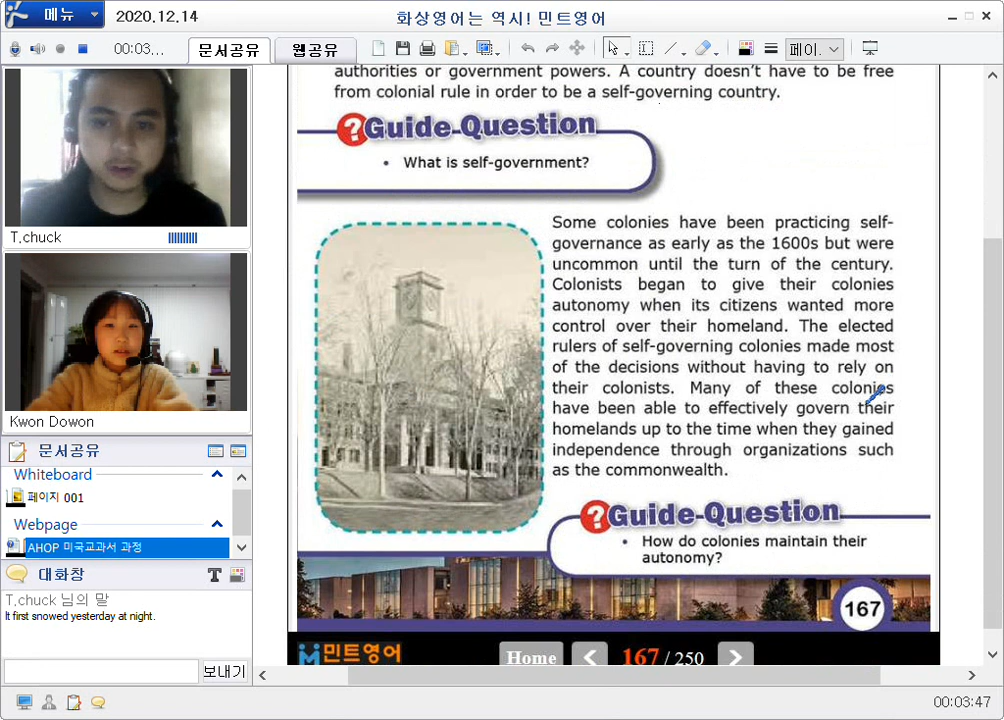 메뉴
2020.12.14
화상영어는 역시! 민트영어
00:03...
문서공유
웹공유
페이.
T.chuck
Kwon Dowon
문서공유
Whiteboard
페이지 001
Webpage
AHOP 미국교과서 과정
대화창
T.chuck 님의 말
It first snowed yesterday at night.
보내기
authorities or government powers. A country doesn't have to be free
from colonial rule in order to be a self-governing country.
?Guide-Question
• What is self-government?
Some colonies have been practicing self-
governance as early as the 1600s but were
uncommon until the turn of the century.
Colonists began to give their colonies
autonomy when its citizens wanted more
control over their homeland. The elected
rulers of self-governing colonies made most
of the decisions without having to rely on
their colonists. Many of these colonies
have been able to effectively govern their
homelands up to the time when they gained
independence through organizations such
as the commonwealth.
?Guide-Question
• How do colonies maintain their
autonomy?
167
민트영어
Home
167 / 250
00:03:47